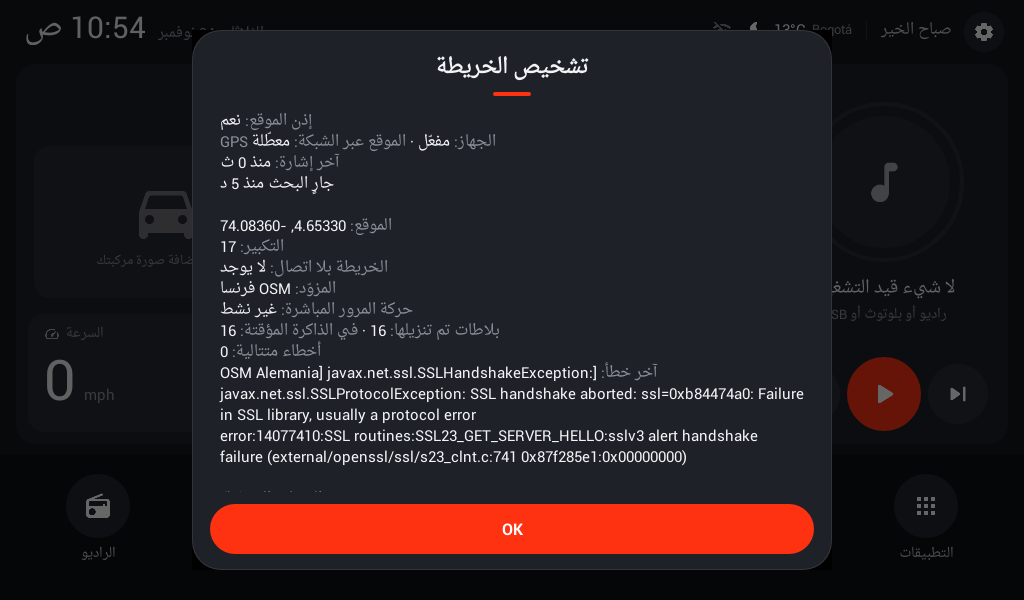 10:54 ص
نوفمبر
13°C
Bogotá
صباح الخير
تشخيص الخريطة
إذن الموقع: نعم
GPS الجهاز: مفعّل · الموقع عبر الشبكة: معطّلة
آخر إشارة: منذ 0 ث
جارٍ البحث منذ 5 د
الموقع: 4.65330, -74.08360
التكبير: 17
الخريطة بلا اتصال: لا يوجد
المزوّد: OSM فرنسا
حركة المرور المباشرة: غير نشط
بلاطات تم تنزيلها: 16 · في الذاكرة المؤقتة: 16
أخطاء متتالية: 0
آخر خطأ: [OSM Alemania] javax.net.ssl.SSLHandshakeException:
javax.net.ssl.SSLProtocolException: SSL handshake aborted: ssl=0xb84474a0: Failure
in SSL library, usually a protocol error
error:14077410:SSL routines:SSL23_GET_SERVER_HELLO:sslv3 alert handshake
failure (external/openssl/ssl/s23_clnt.c:741 0x87f285e1:0x00000000)
OK
صورة مركبتك
السرعة
0 mph
لا شيء قيد
راديو أو بلوتوث أو
الراديو
التطبيقات